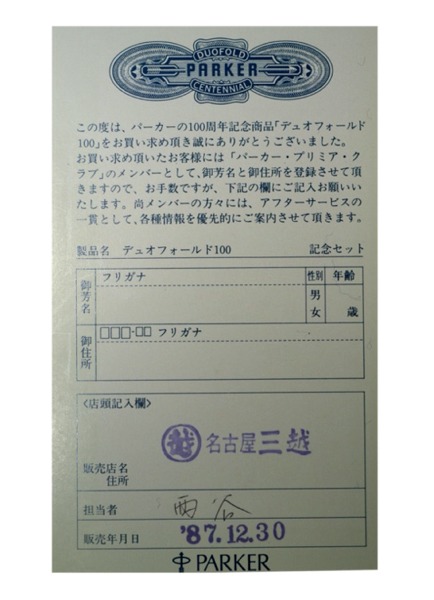 DUOFOLD
PARKER
CENTENNIAL
この度は、パーカーの100周年記念商品「デュオフォールド
100」をお買い求め頂き誠にありがとうございました。
お買い求め頂いたお客様には「パーカー・プレミア・ク
ラブ」のメンバーとして、御芳名と御住所を登録させて頂
きますので、お手数ですが、下記の欄にご記入お願いい
たします。尚メンバーの方々には、アフターサービスの
一貫として、各種情報を優先的にご案内させて頂きます。
製品名 デュオフォールド100 記念セット
御芳名 フリガナ 性別 年齢
男
女 歳
御住所 □□□-□□ フリガナ
〈店頭記入欄〉
越 名古屋三越
販売店名
住所
担当者 西谷
販売年月日 '87.12.30
PARKER